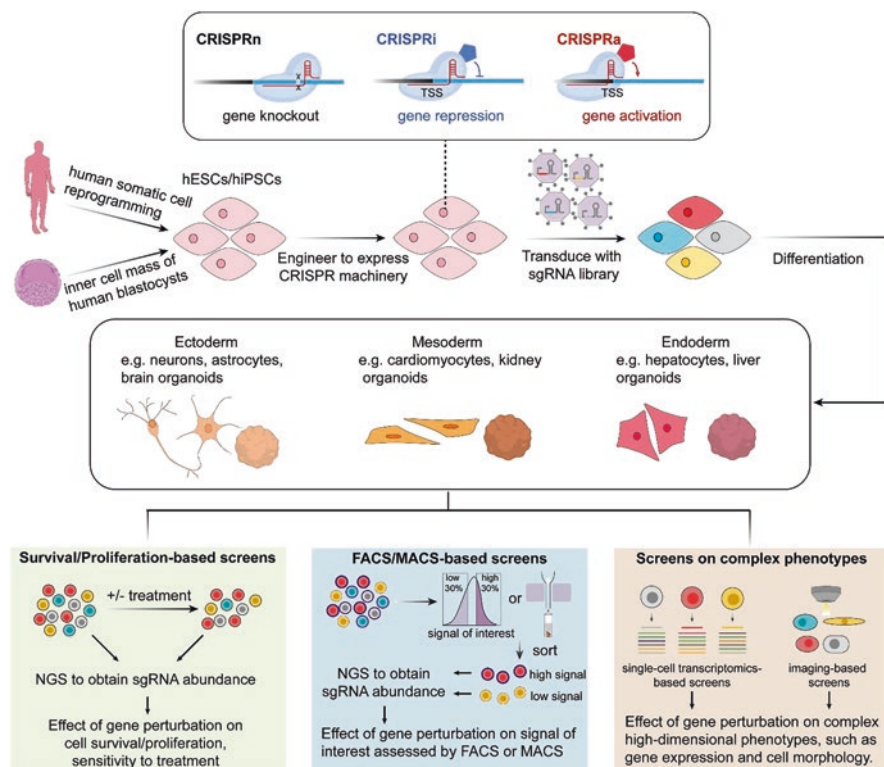 CRISPRn
CRISPRi
CRISPRa
TSS
TSS
gene knockout
gene repression
gene activation
human somatic cell
reprogramming
hESCs/hiPSCs
inner cell mass of
human blastocysts
Engineer to express
CRISPR machinery
Transduce with
sgRNA library
Differentiation
Ectoderm
e.g. neurons, astrocytes,
brain organoids
Mesoderm
e.g. cardiomyocytes, kidney
organoids
Endoderm
e.g. hepatocytes, liver
organoids
Survival/Proliferation-based screens
+/- treatment
NGS to obtain sgRNA abundance
Effect of gene perturbation on
cell survival/proliferation,
sensitivity to treatment
FACS/MACS-based screens
low
30%
high
30%
or
signal of interest
sort
NGS to obtain
sgRNA abundance
high signal
low signal
Effect of gene perturbation on signal of
interest assessed by FACS or MACS
Screens on complex phenotypes
single-cell transcriptomics-
based screens
imaging-based
screens
Effect of gene perturbation on complex
high-dimensional phenotypes, such as
gene expression and cell morphology.